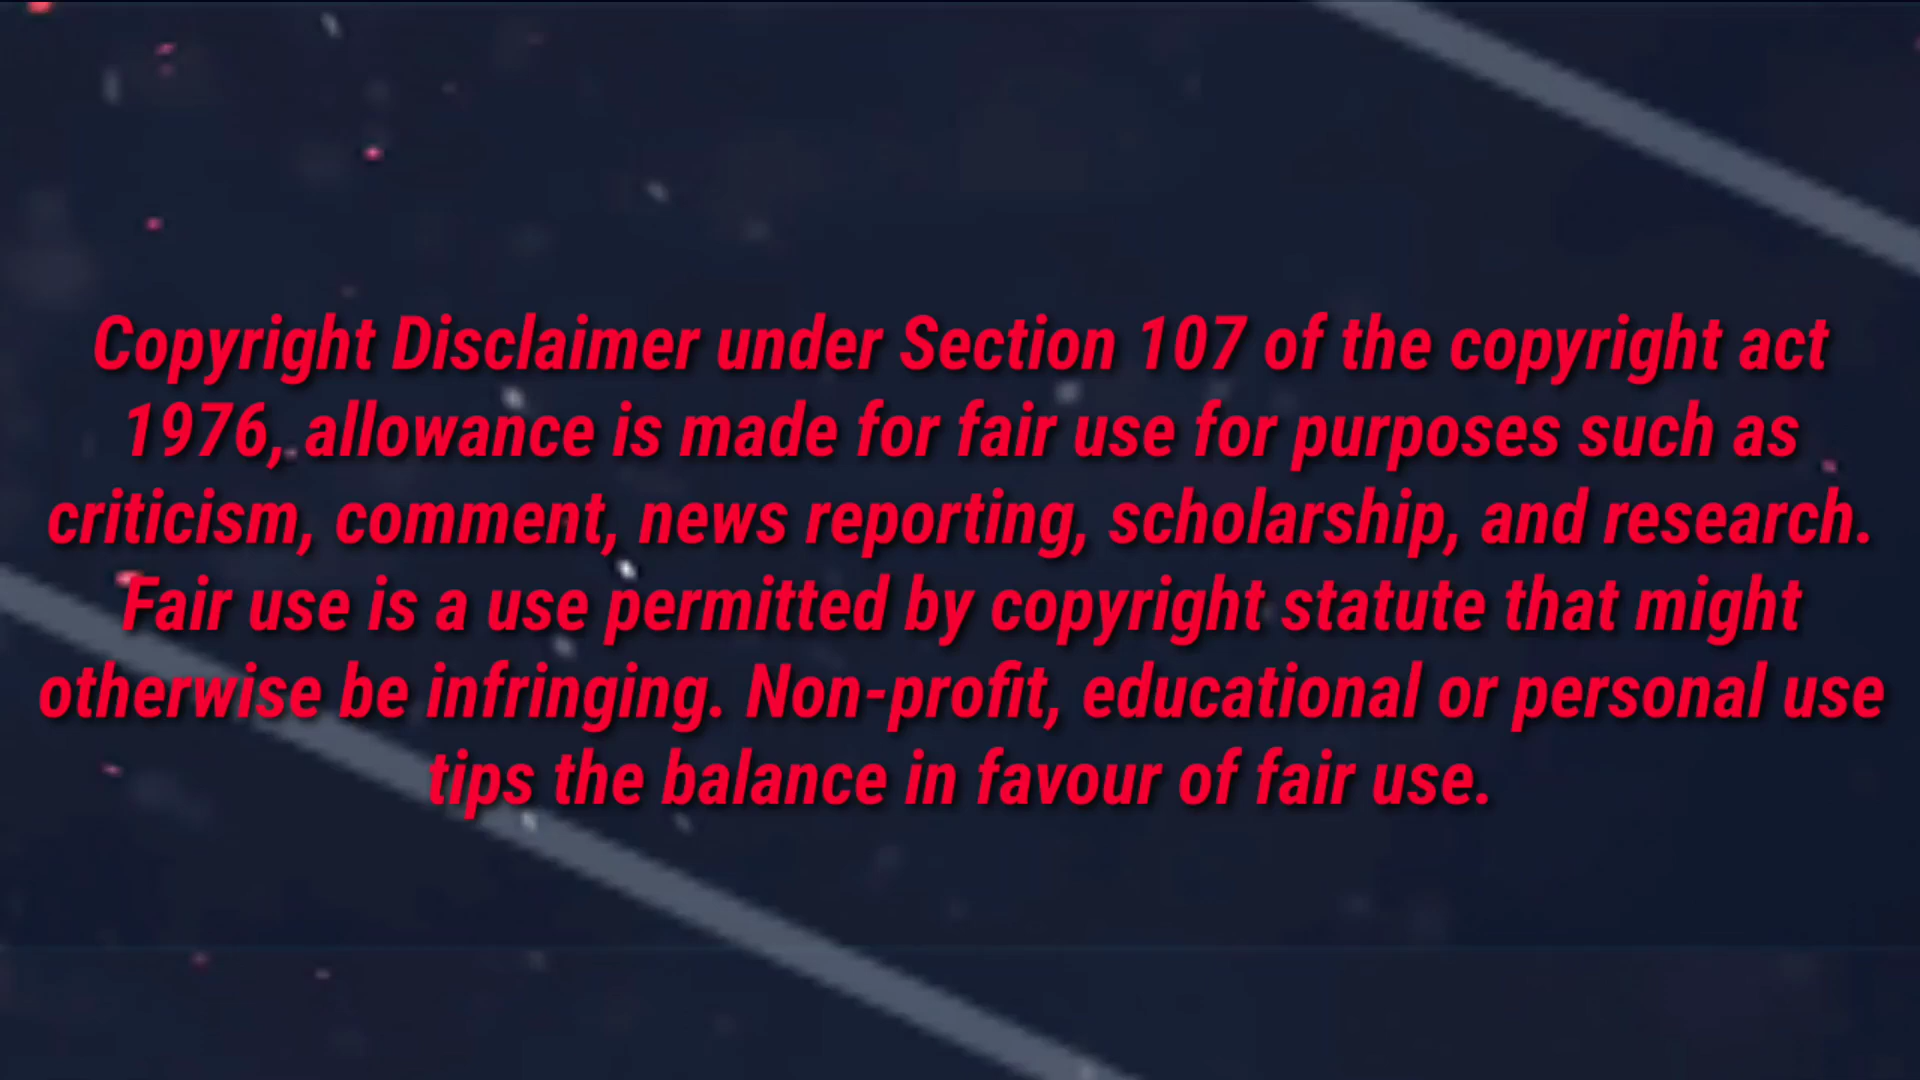 Copyright Disclaimer under Section 107 of the copyright act
1976, allowance is made for fair use for purposes such as
criticism, comment, news reporting, scholarship, and research.
Fair use is a use permitted by copyright statute that might
otherwise be infringing. Non-profit, educational or personal use
tips the balance in favour of fair use.